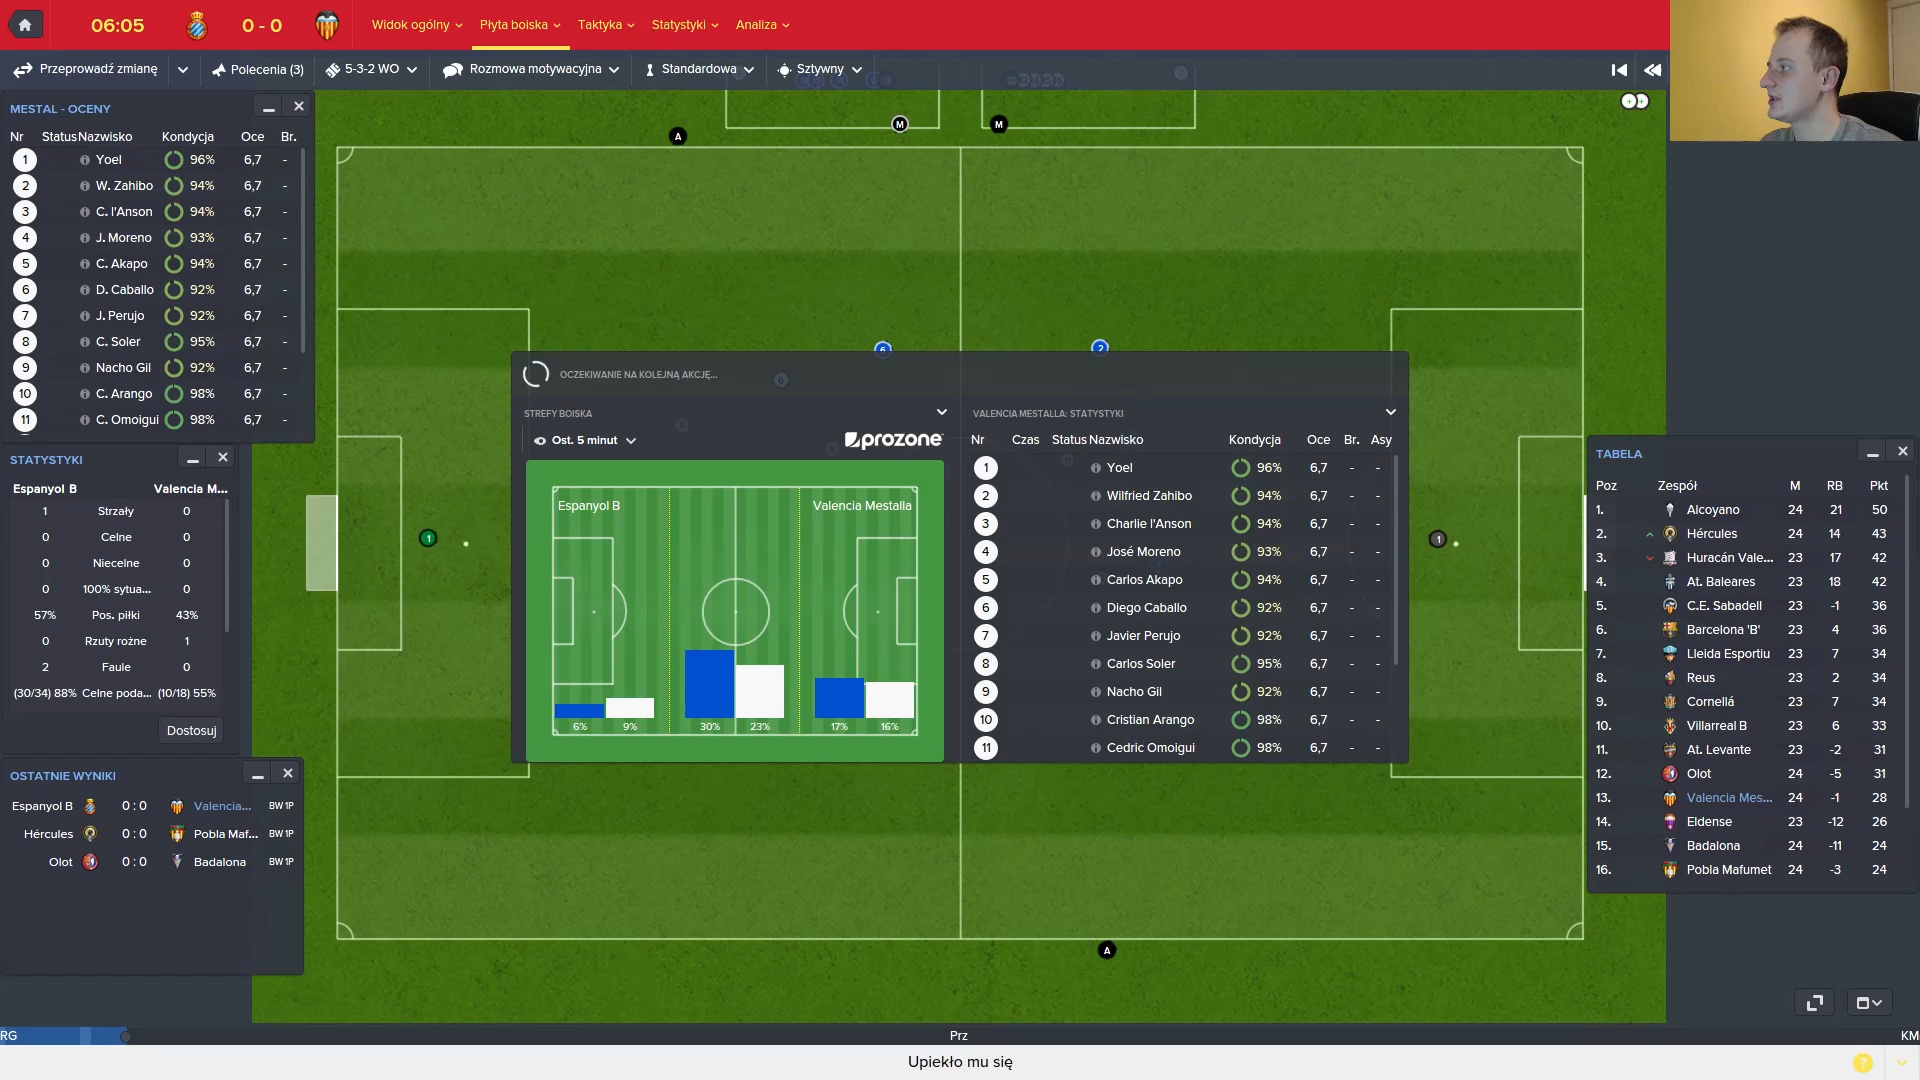 06:05
0 - 0
Widok ogólny
Płyta boiska
Taktyka
Statystyki
Analiza
Przeprowadź zmianę
Polecenia (3)
5-3-2 WO
Rozmowa motywacyjna
Standardowa
Sztywny
MESTAL - OCENY
Nr Status Nazwisko Kondycja Oce Br.
1 Yoel 96% 6,7 -
2 W. Zahibo 94% 6,7 -
3 C. l'Anson 94% 6,7 -
4 J. Moreno 93% 6,7 -
5 C. Akapo 94% 6,7 -
6 D. Caballo 92% 6,7 -
7 J. Perujo 92% 6,7 -
8 C. Soler 95% 6,7 -
9 Nacho Gil 92% 6,7 -
10 C. Arango 98% 6,7 -
11 C. Omoigui 98% 6,7 -
STATYSTYKI
Espanyol B Valencia M...
1 Strzały 0
0 Celne 0
0 Niecelne 0
0 100% sytua... 0
57% Pos. piłki 43%
0 Rzuty rożne 1
2 Faule 0
(30/34) 88% Celne poda... (10/18) 55%
Dostosuj
OSTATNIE WYNIKI
Espanyol B 0 : 0 Valencia... BW 1P
Hércules 0 : 0 Pobla Maf... BW 1P
Olot 0 : 0 Badalona BW 1P
A
M
M
6
2
1
1
A
OCZEKIWANIE NA KOLEJNĄ AKCJĘ...
STREFY BOISKA
Ost. 5 minut
prozone
Espanyol B
Valencia Mestalla
6% 9% 30% 23% 17% 16%
VALENCIA MESTALLA: STATYSTYKI
Nr Czas Status Nazwisko Kondycja Oce Br. Asy
1 Yoel 96% 6,7 - -
2 Wilfried Zahibo 94% 6,7 - -
3 Charlie l'Anson 94% 6,7 - -
4 José Moreno 93% 6,7 - -
5 Carlos Akapo 94% 6,7 - -
6 Diego Caballo 92% 6,7 - -
7 Javier Perujo 92% 6,7 - -
8 Carlos Soler 95% 6,7 - -
9 Nacho Gil 92% 6,7 - -
10 Cristian Arango 98% 6,7 - -
11 Cedric Omoigui 98% 6,7 - -
TABELA
Poz Zespół M RB Pkt
1. Alcoyano 24 21 50
2. Hércules 24 14 43
3. Huracán Vale... 23 17 42
4. At. Baleares 23 18 42
5. C.E. Sabadell 23 -1 36
6. Barcelona 'B' 23 4 36
7. Lleida Esportiu 23 7 34
8. Reus 23 2 34
9. Cornellá 23 7 34
10. Villarreal B 23 6 33
11. At. Levante 23 -2 31
12. Olot 24 -5 31
13. Valencia Mes... 24 -1 28
14. Eldense 23 -12 26
15. Badalona 24 -11 24
16. Pobla Mafumet 24 -3 24
RG
Prz
KM
Upiekło mu się
?